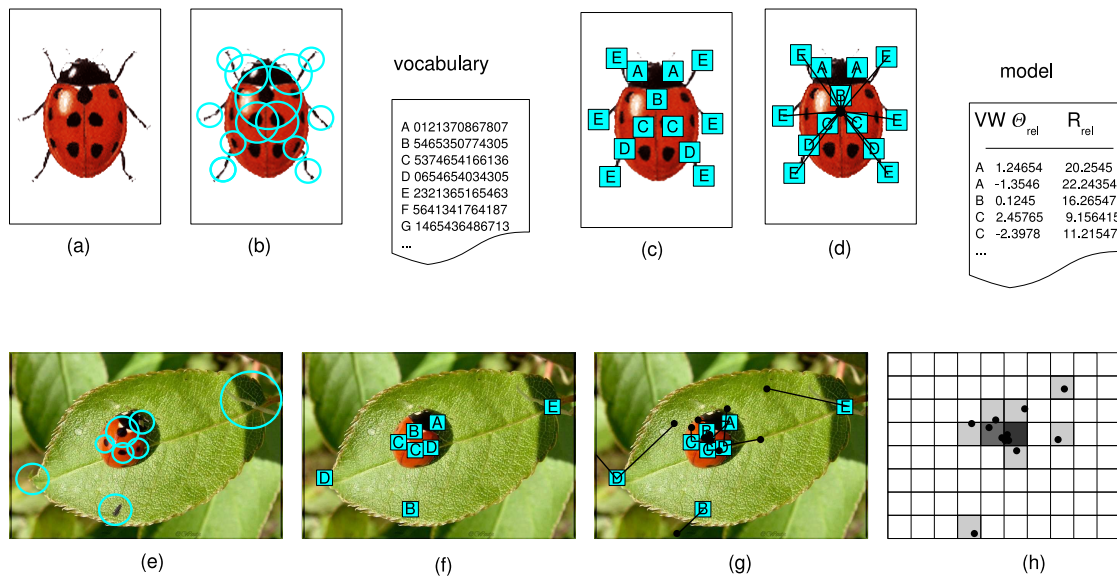 vocabulary
A 0121370867807
B 5465350774305
C 5374654166136
D 0654654034305
E 2321365165463
F 5641341764187
G 1465436486713
...
E E
A A
B
E C C E
D D
E E
E E
A A
B
E C C E
D D
E E
model
VW Θrel Rrel
A 1.24654 20.2545
A -1.3546 22.24354
B 0.1245 16.26547
C 2.45765 9.156415
C -2.3978 11.21547
...
(a) (b) (c) (d)
E
A
B
C D
C
D
B
E
A
B
C D
C
D
B
(e) (f) (g) (h)